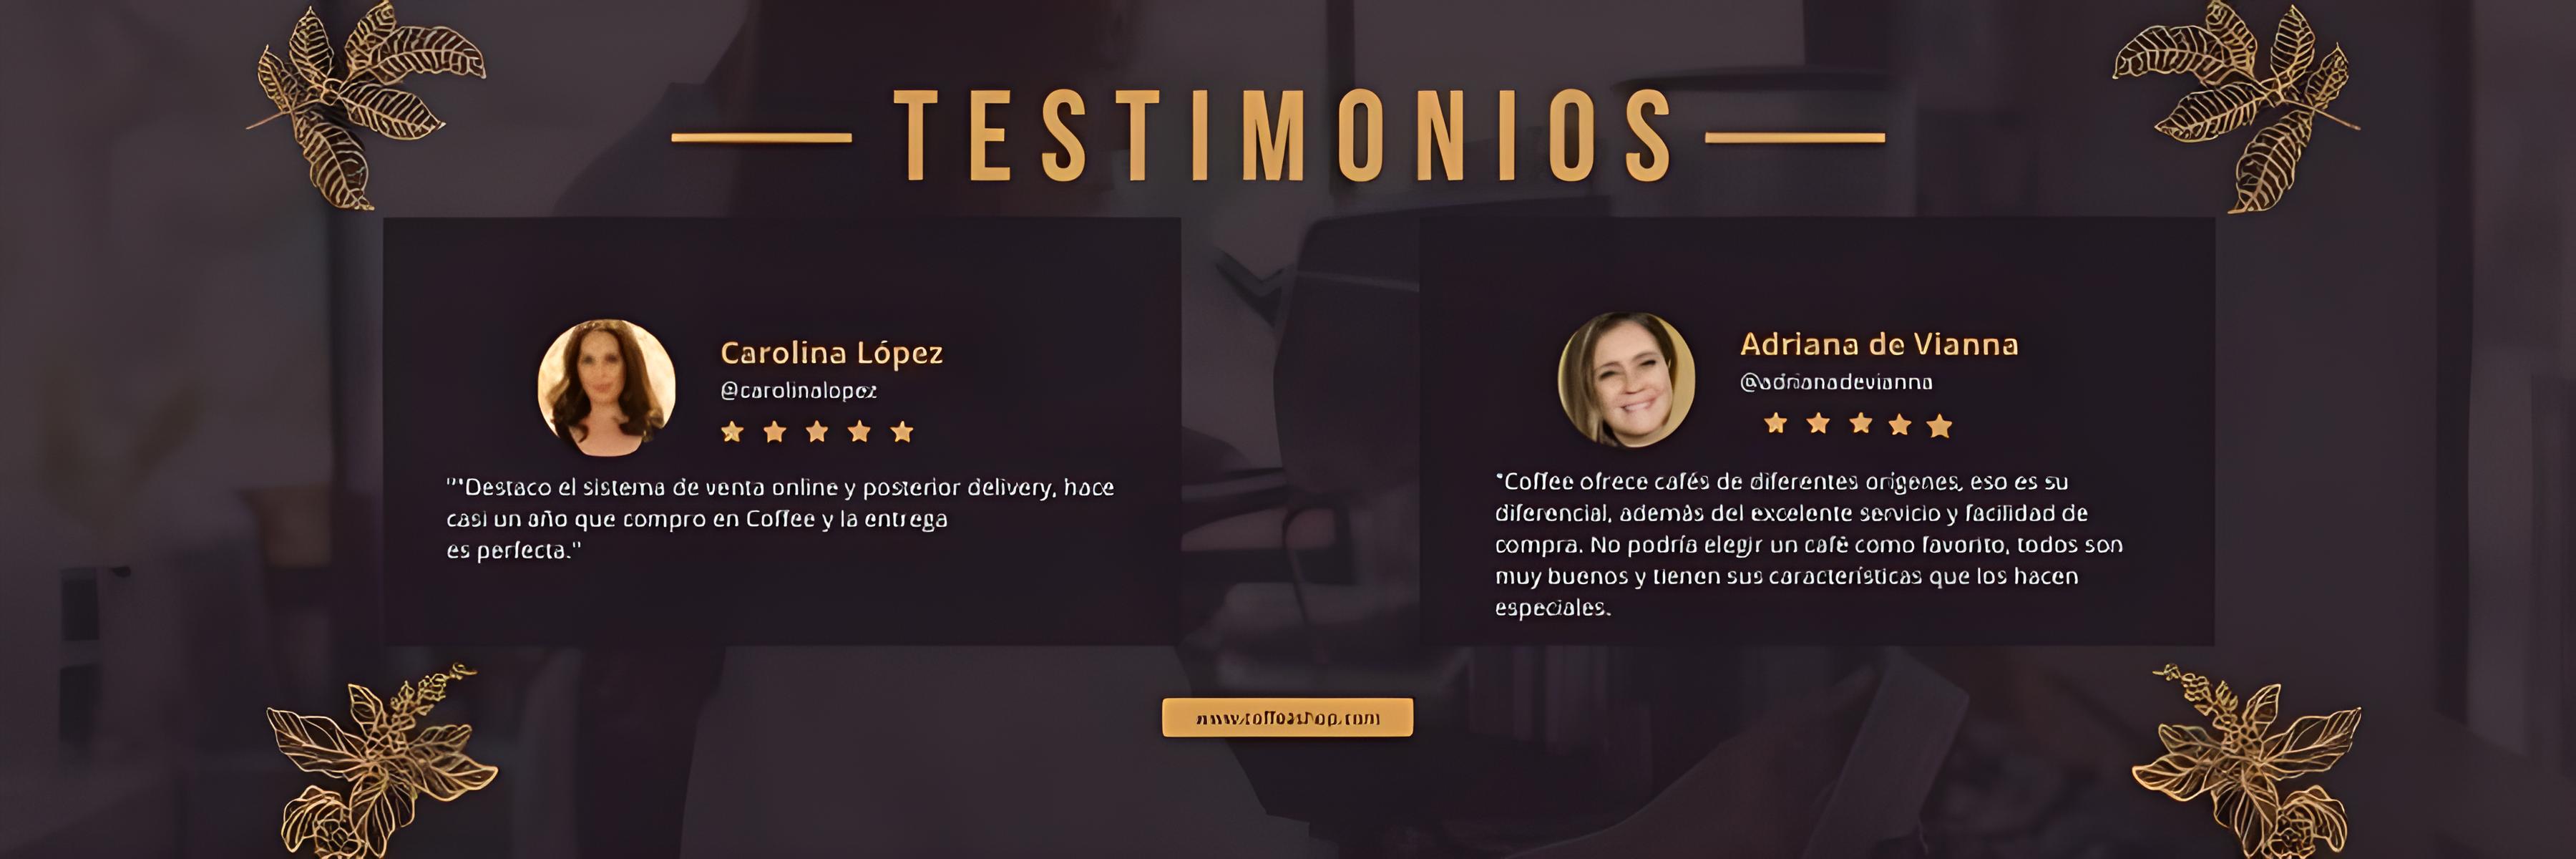 TESTIMONIOS
Carolina López
@carolinalopez
"'Destaco el sistema de venta online y posterior delivery, hace
casi un año que compro en Coffee y la entrega
es perfecta."
Adriana de Vianna
@adrianadevianna
"Coffee ofrece cafés de diferentes orígenes, eso es su
diferencial, además del excelente servicio y facilidad de
compra. No podría elegir un café como favorito, todos son
muy buenos y tienen sus características que los hacen
especiales.